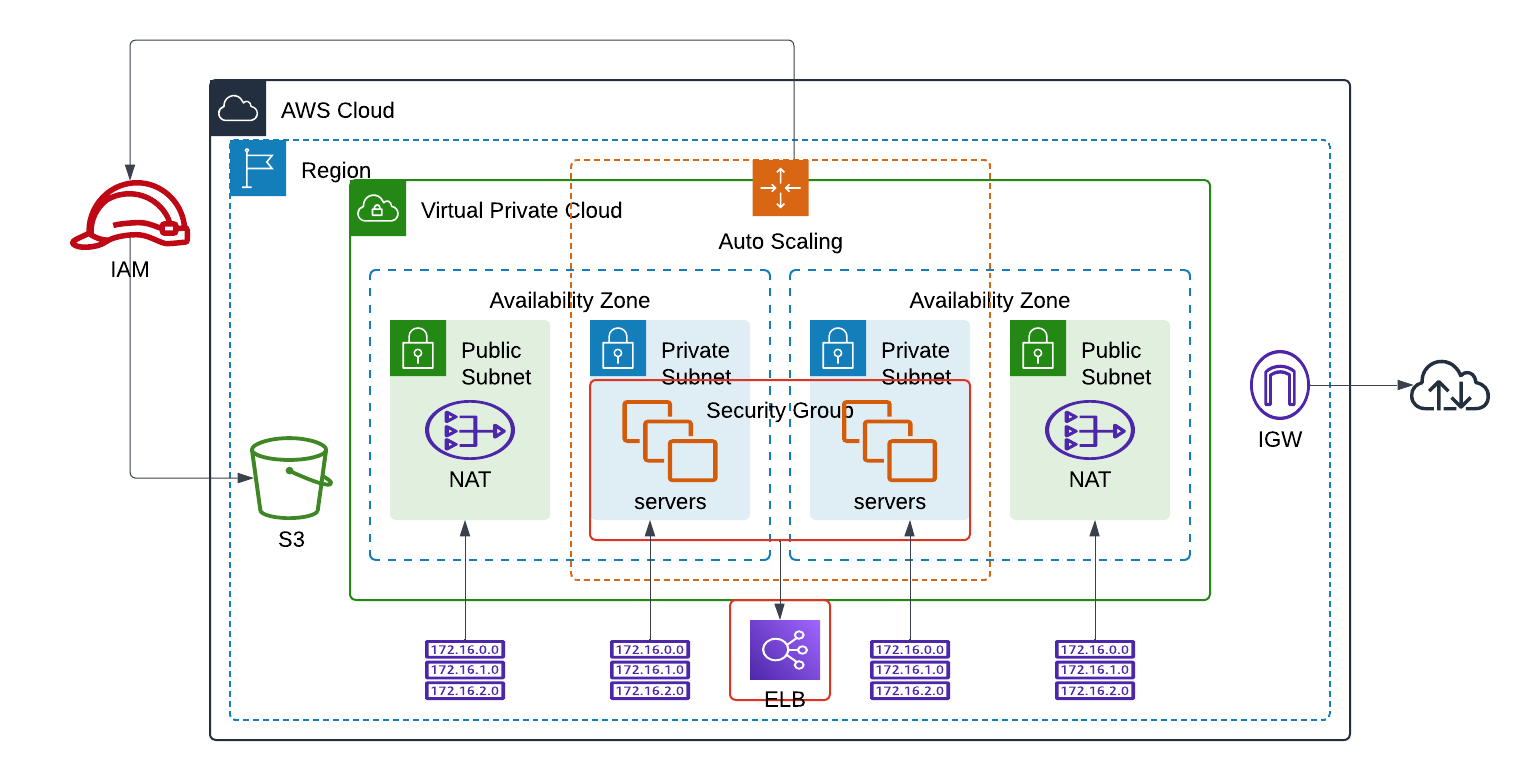 AWS Cloud
Region
Virtual Private Cloud
Auto Scaling
IAM
Availability Zone
Availability Zone
Public
Subnet
Private
Subnet
Private
Subnet
Public
Subnet
Security Group
NAT
servers
servers
NAT
IGW
S3
172.16.0.0
172.16.1.0
172.16.2.0
172.16.0.0
172.16.1.0
172.16.2.0
ELB
172.16.0.0
172.16.1.0
172.16.2.0
172.16.0.0
172.16.1.0
172.16.2.0